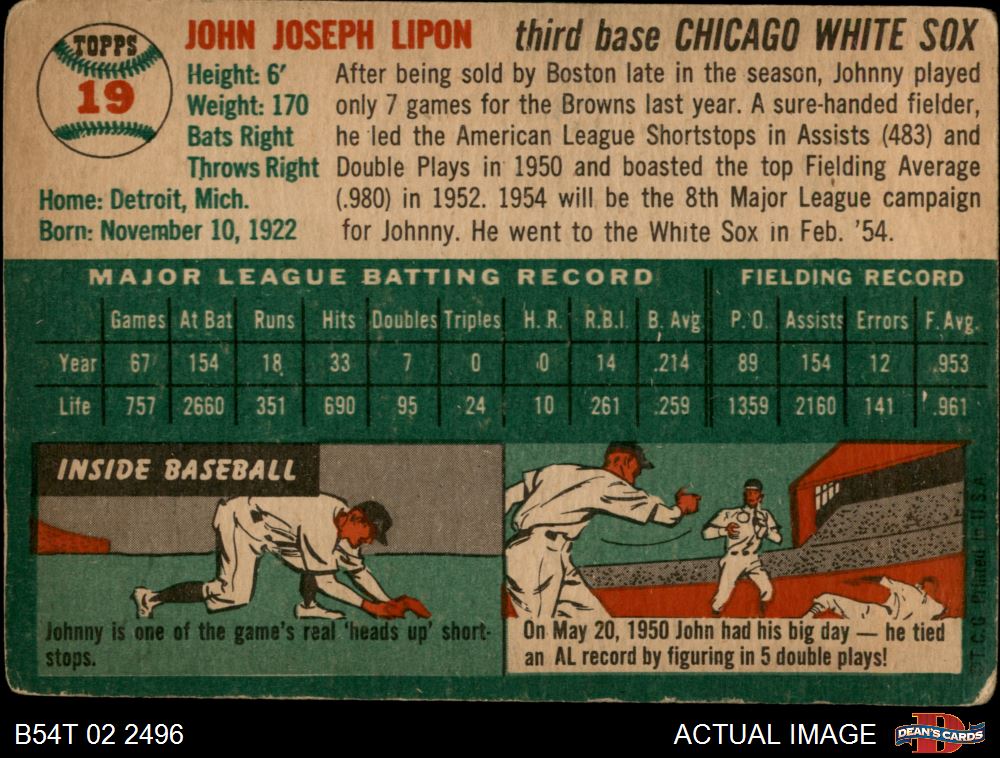 TOPPS
19
JOHN JOSEPH LIPON third base CHICAGO WHITE SOX
Height: 6'
Weight: 170
Bats Right
Throws Right
Home: Detroit, Mich.
Born: November 10, 1922
After being sold by Boston late in the season, Johnny played
only 7 games for the Browns last year. A sure-handed fielder,
he led the American League Shortstops in Assists (483) and
Double Plays in 1950 and boasted the top Fielding Average
(.980) in 1952. 1954 will be the 8th Major League campaign
for Johnny. He went to the White Sox in Feb. '54.
MAJOR LEAGUE BATTING RECORD FIELDING RECORD
Games At Bat Runs Hits Doubles Triples H. R. R.B.I. B. Avg. P. O. Assists Errors F. Avg.
Year 67 154 18 33 7 0 0 14 .214 89 154 12 .953
Life 757 2660 351 690 95 24 10 261 .259 1359 2160 141 .961
INSIDE BASEBALL
Johnny is one of the game's real 'heads up' short-
stops.
On May 20, 1950 John had his big day — he tied
an AL record by figuring in 5 double plays!
©T.C.G. Printed in U.S.A.
B54T 02 2496
ACTUAL IMAGE
DEAN'S CARDS